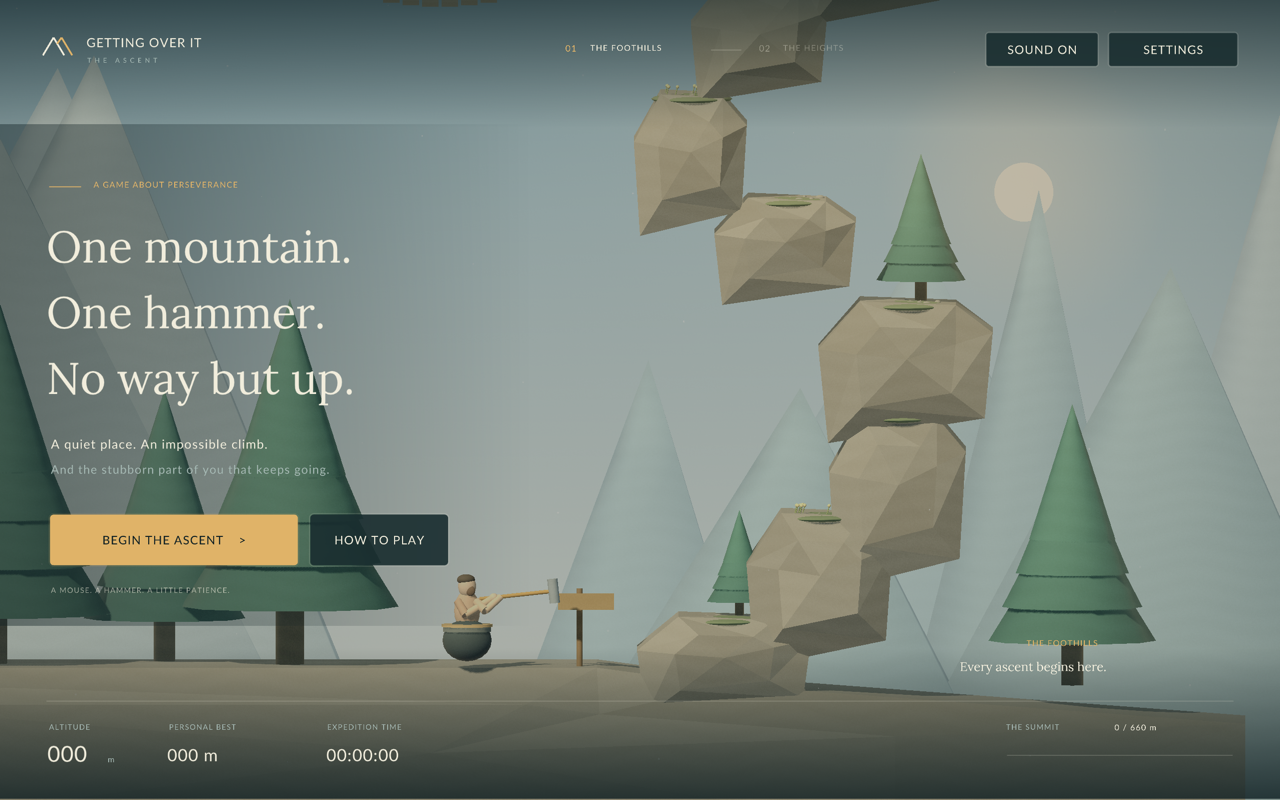 GETTING OVER IT
THE ASCENT
01 THE FOOTHILLS
02 THE HEIGHTS
SOUND ON
SETTINGS
A GAME ABOUT PERSEVERANCE
One mountain.
One hammer.
No way but up.
A quiet place. An impossible climb.
And the stubborn part of you that keeps going.
BEGIN THE ASCENT >
HOW TO PLAY
A MOUSE. A HAMMER. A LITTLE PATIENCE.
THE FOOTHILLS
Every ascent begins here.
ALTITUDE
000 m
PERSONAL BEST
000 m
EXPEDITION TIME
00:00:00
THE SUMMIT
0 / 660 m